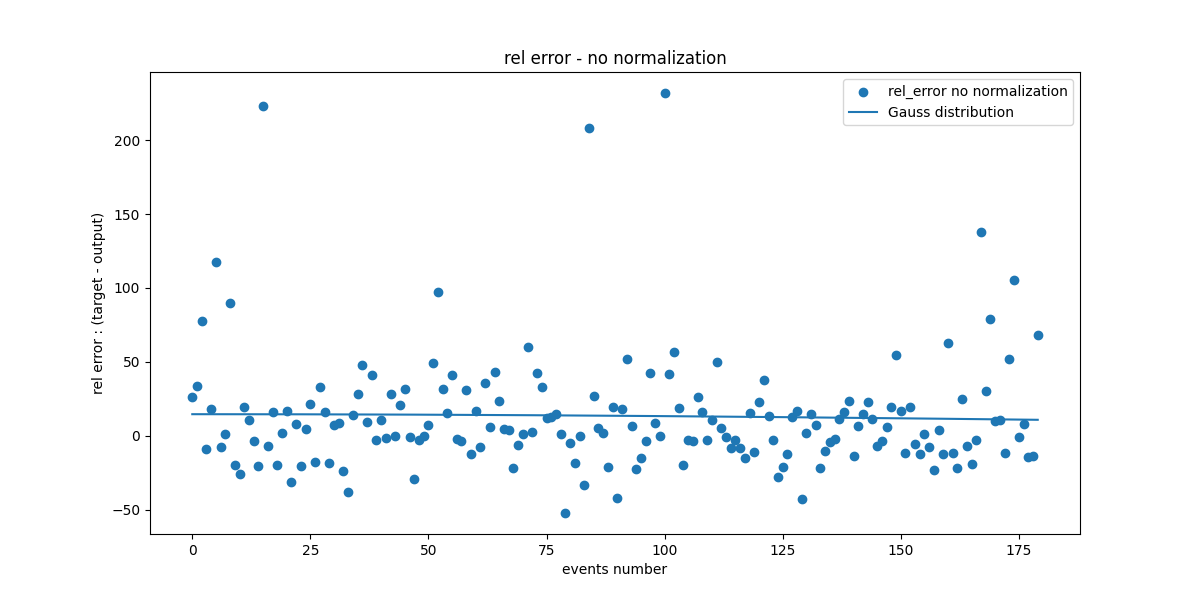 rel error - no normalization
rel_error no normalization
Gauss distribution
rel error : (target - output)
200
150
100
50
0
−50
0 25 50 75 100 125 150 175
events number